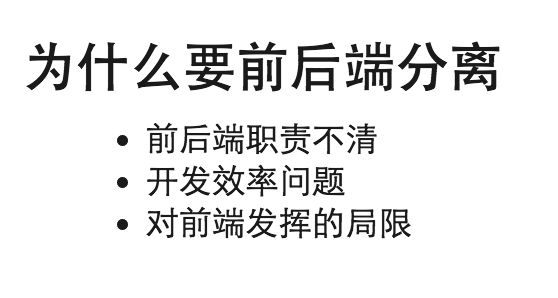 为什么要前后端分离
• 前后端职责不清
• 开发效率问题
• 对前端发挥的局限